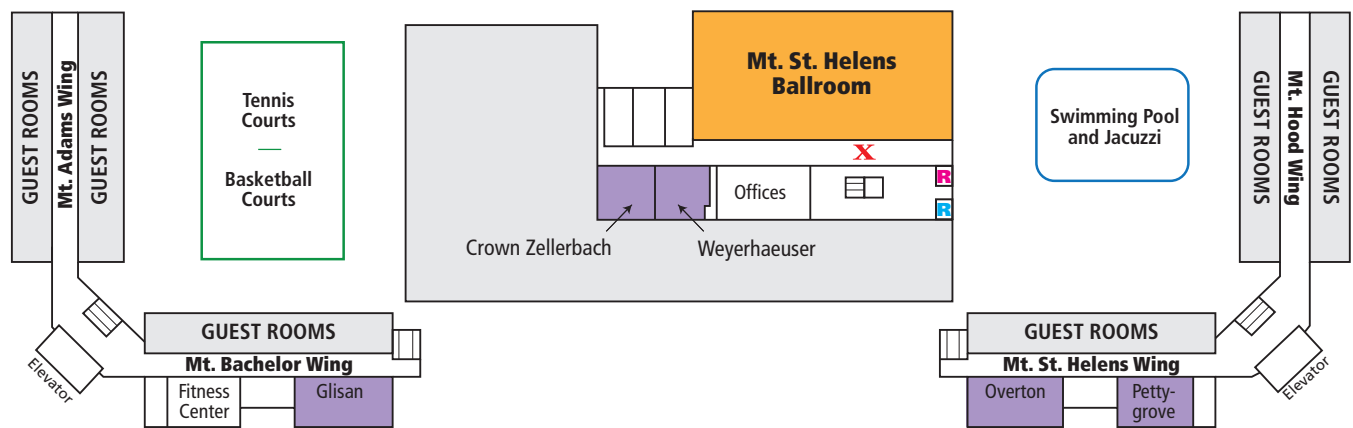 GUEST ROOMS
Mt. Adams Wing
GUEST ROOMS
Tennis
Courts
Basketball
Courts
Mt. St. Helens
Ballroom
X
R
R
Offices
Crown Zellerbach
Weyerhaeuser
Swimming Pool
and Jacuzzi
GUEST ROOMS
Mt. Hood Wing
GUEST ROOMS
GUEST ROOMS
Mt. Bachelor Wing
Elevator
Fitness
Center
Glisan
GUEST ROOMS
Mt. St. Helens Wing
Overton
Petty-
grove
Elevator